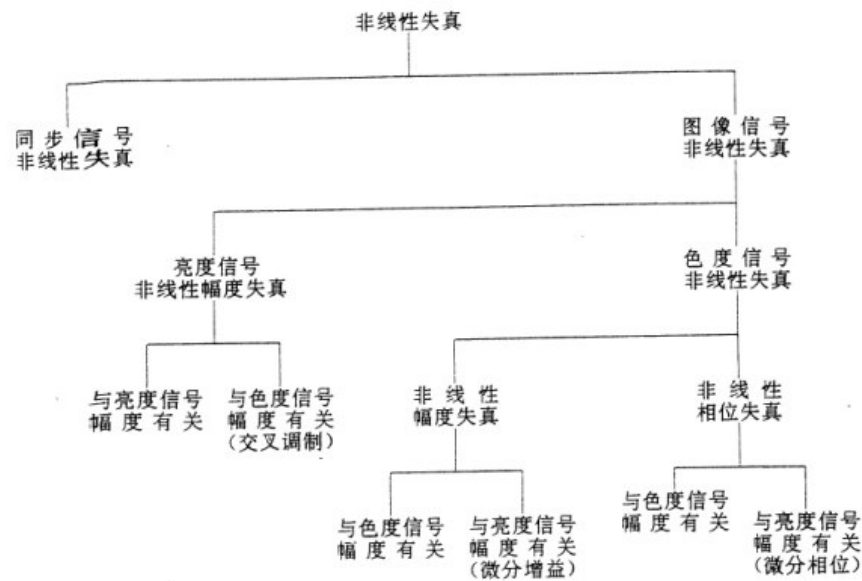 非线性失真
同步信号
非线性失真
图像信号
非线性失真
亮度信号
非线性幅度失真
色度信号
非线性失真
与亮度信号
幅度有关
与色度信号
幅度有关
(交叉调制)
非线性
幅度失真
非线性
相位失真
与色度信号
幅度有关
与亮度信号
幅度有关
(微分增益)
与色度信号
幅度有关
与亮度信号
幅度有关
(微分相位)